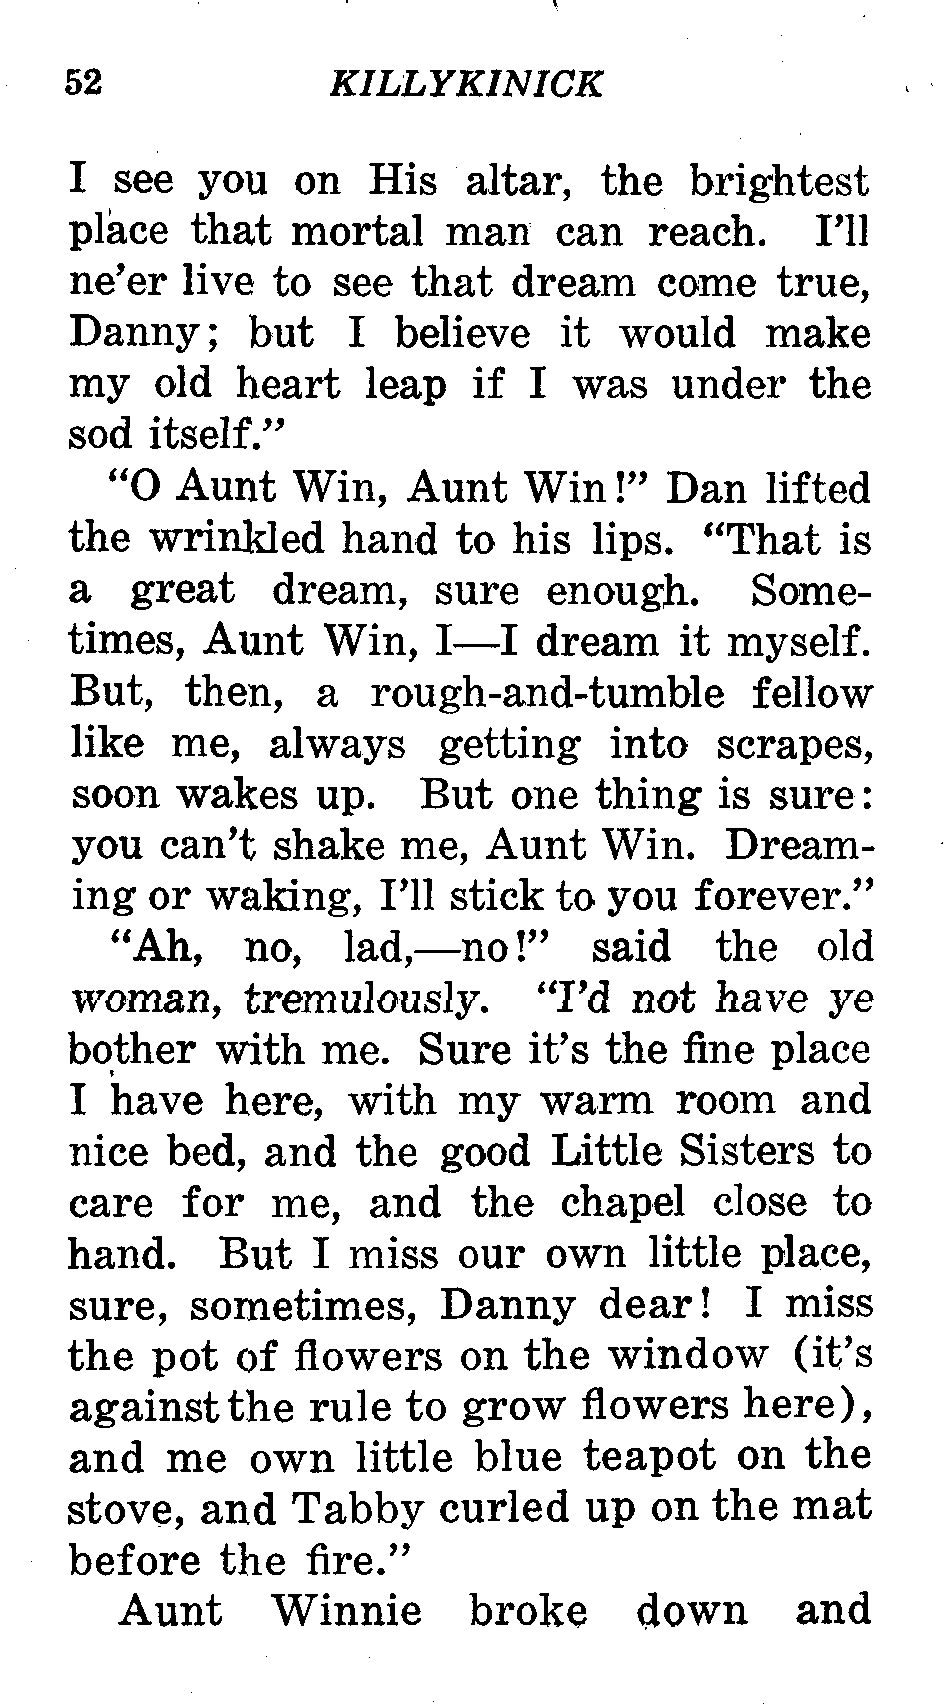 52 KILLYKINICK
I see you on His altar, the brightest
place that mortal man can reach. I'll
ne'er live to see that dream come true,
Danny; but I believe it would make
my old heart leap if I was under the
sod itself."
"O Aunt Win, Aunt Win!" Dan lifted
the wrinkled hand to his lips. "That is
a great dream, sure enough. Some-
times, Aunt Win, I—I dream it myself.
But, then, a rough-and-tumble fellow
like me, always getting into scrapes,
soon wakes up. But one thing is sure:
you can't shake me, Aunt Win. Dream-
ing or waking, I'll stick to you forever."
"Ah, no, lad,—no!" said the old
woman, tremulously. "I'd not have ye
bother with me. Sure it's the fine place
I have here, with my warm room and
nice bed, and the good Little Sisters to
care for me, and the chapel close to
hand. But I miss our own little place,
sure, sometimes, Danny dear! I miss
the pot of flowers on the window (it's
against the rule to grow flowers here),
and me own little blue teapot on the
stove, and Tabby curled up on the mat
before the fire."
Aunt Winnie broke down and